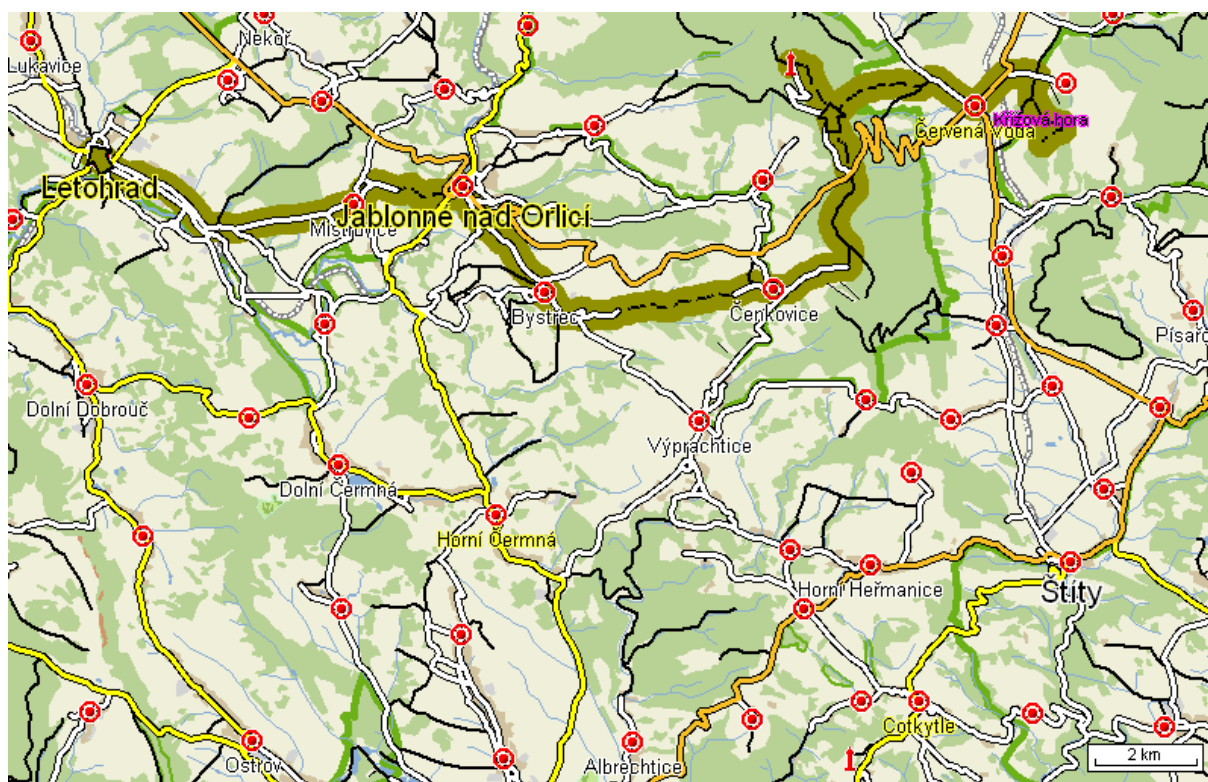 Nekoř
Lukavice
Křížová hora
Červená Voda
Letohrad
Jablonné nad Orlicí
Mistrovice
Bystřec
Čenkovice
Písařo
Dolní Dobrouč
Výprachtice
Dolní Čermná
Horní Čermná
Horní Heřmanice
Štíty
Cotkytle
Ostrov
Albrechtice
2 km